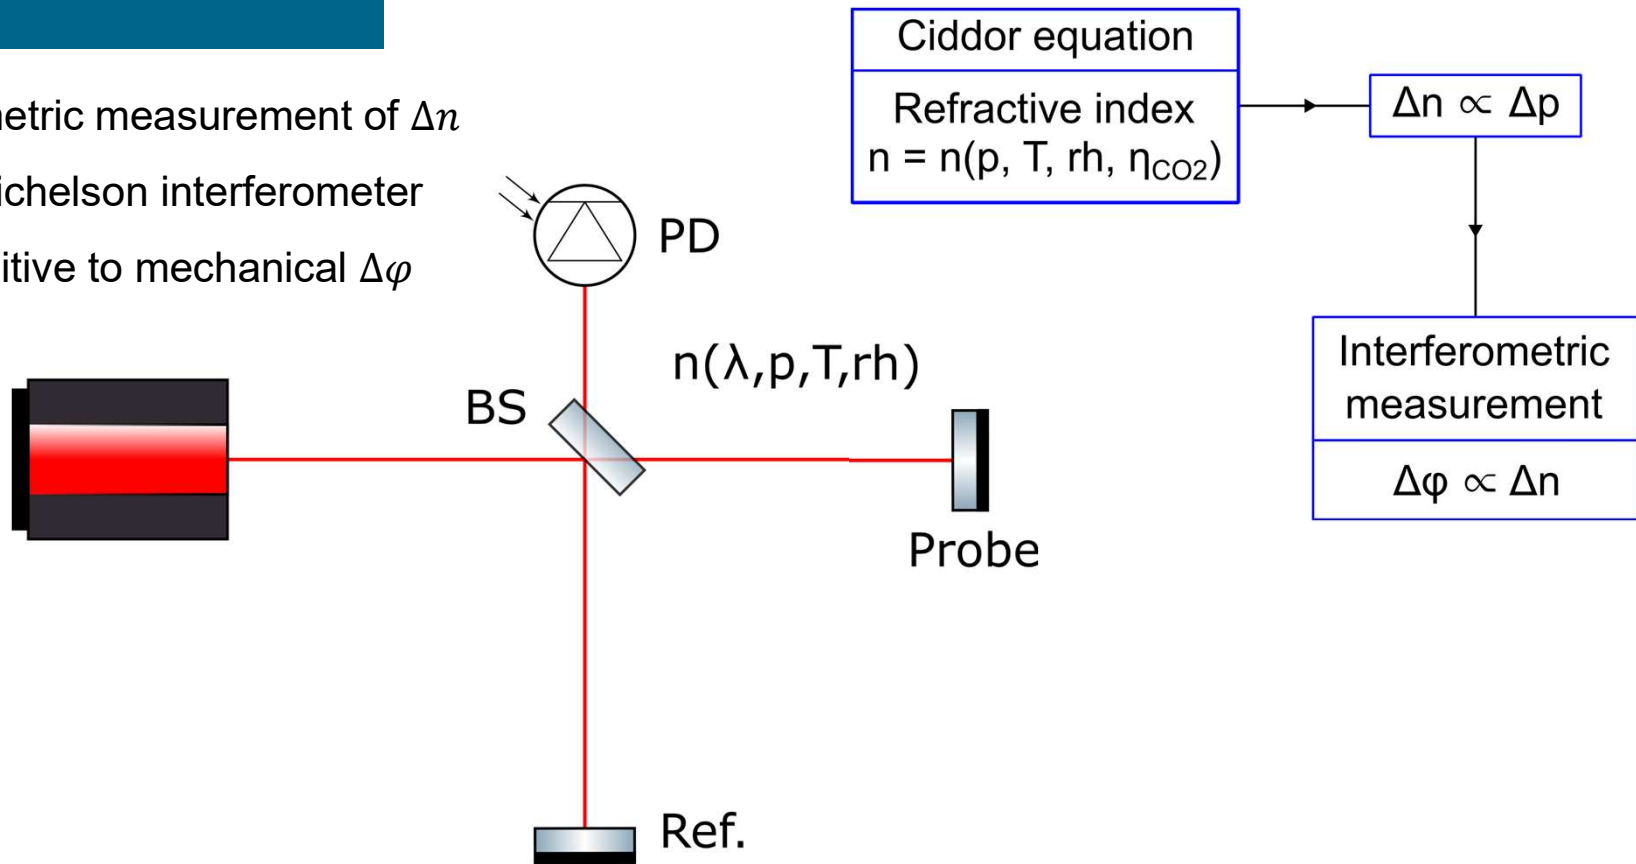 etric measurement of Δn
ichelson interferometer
itive to mechanical Δφ
PD
BS
n(λ,p,T,rh)
Probe
Ref.
Ciddor equation
Refractive index
n = n(p, T, rh, η_CO2)
Δn ∝ Δp
Interferometric
measurement
Δφ ∝ Δn